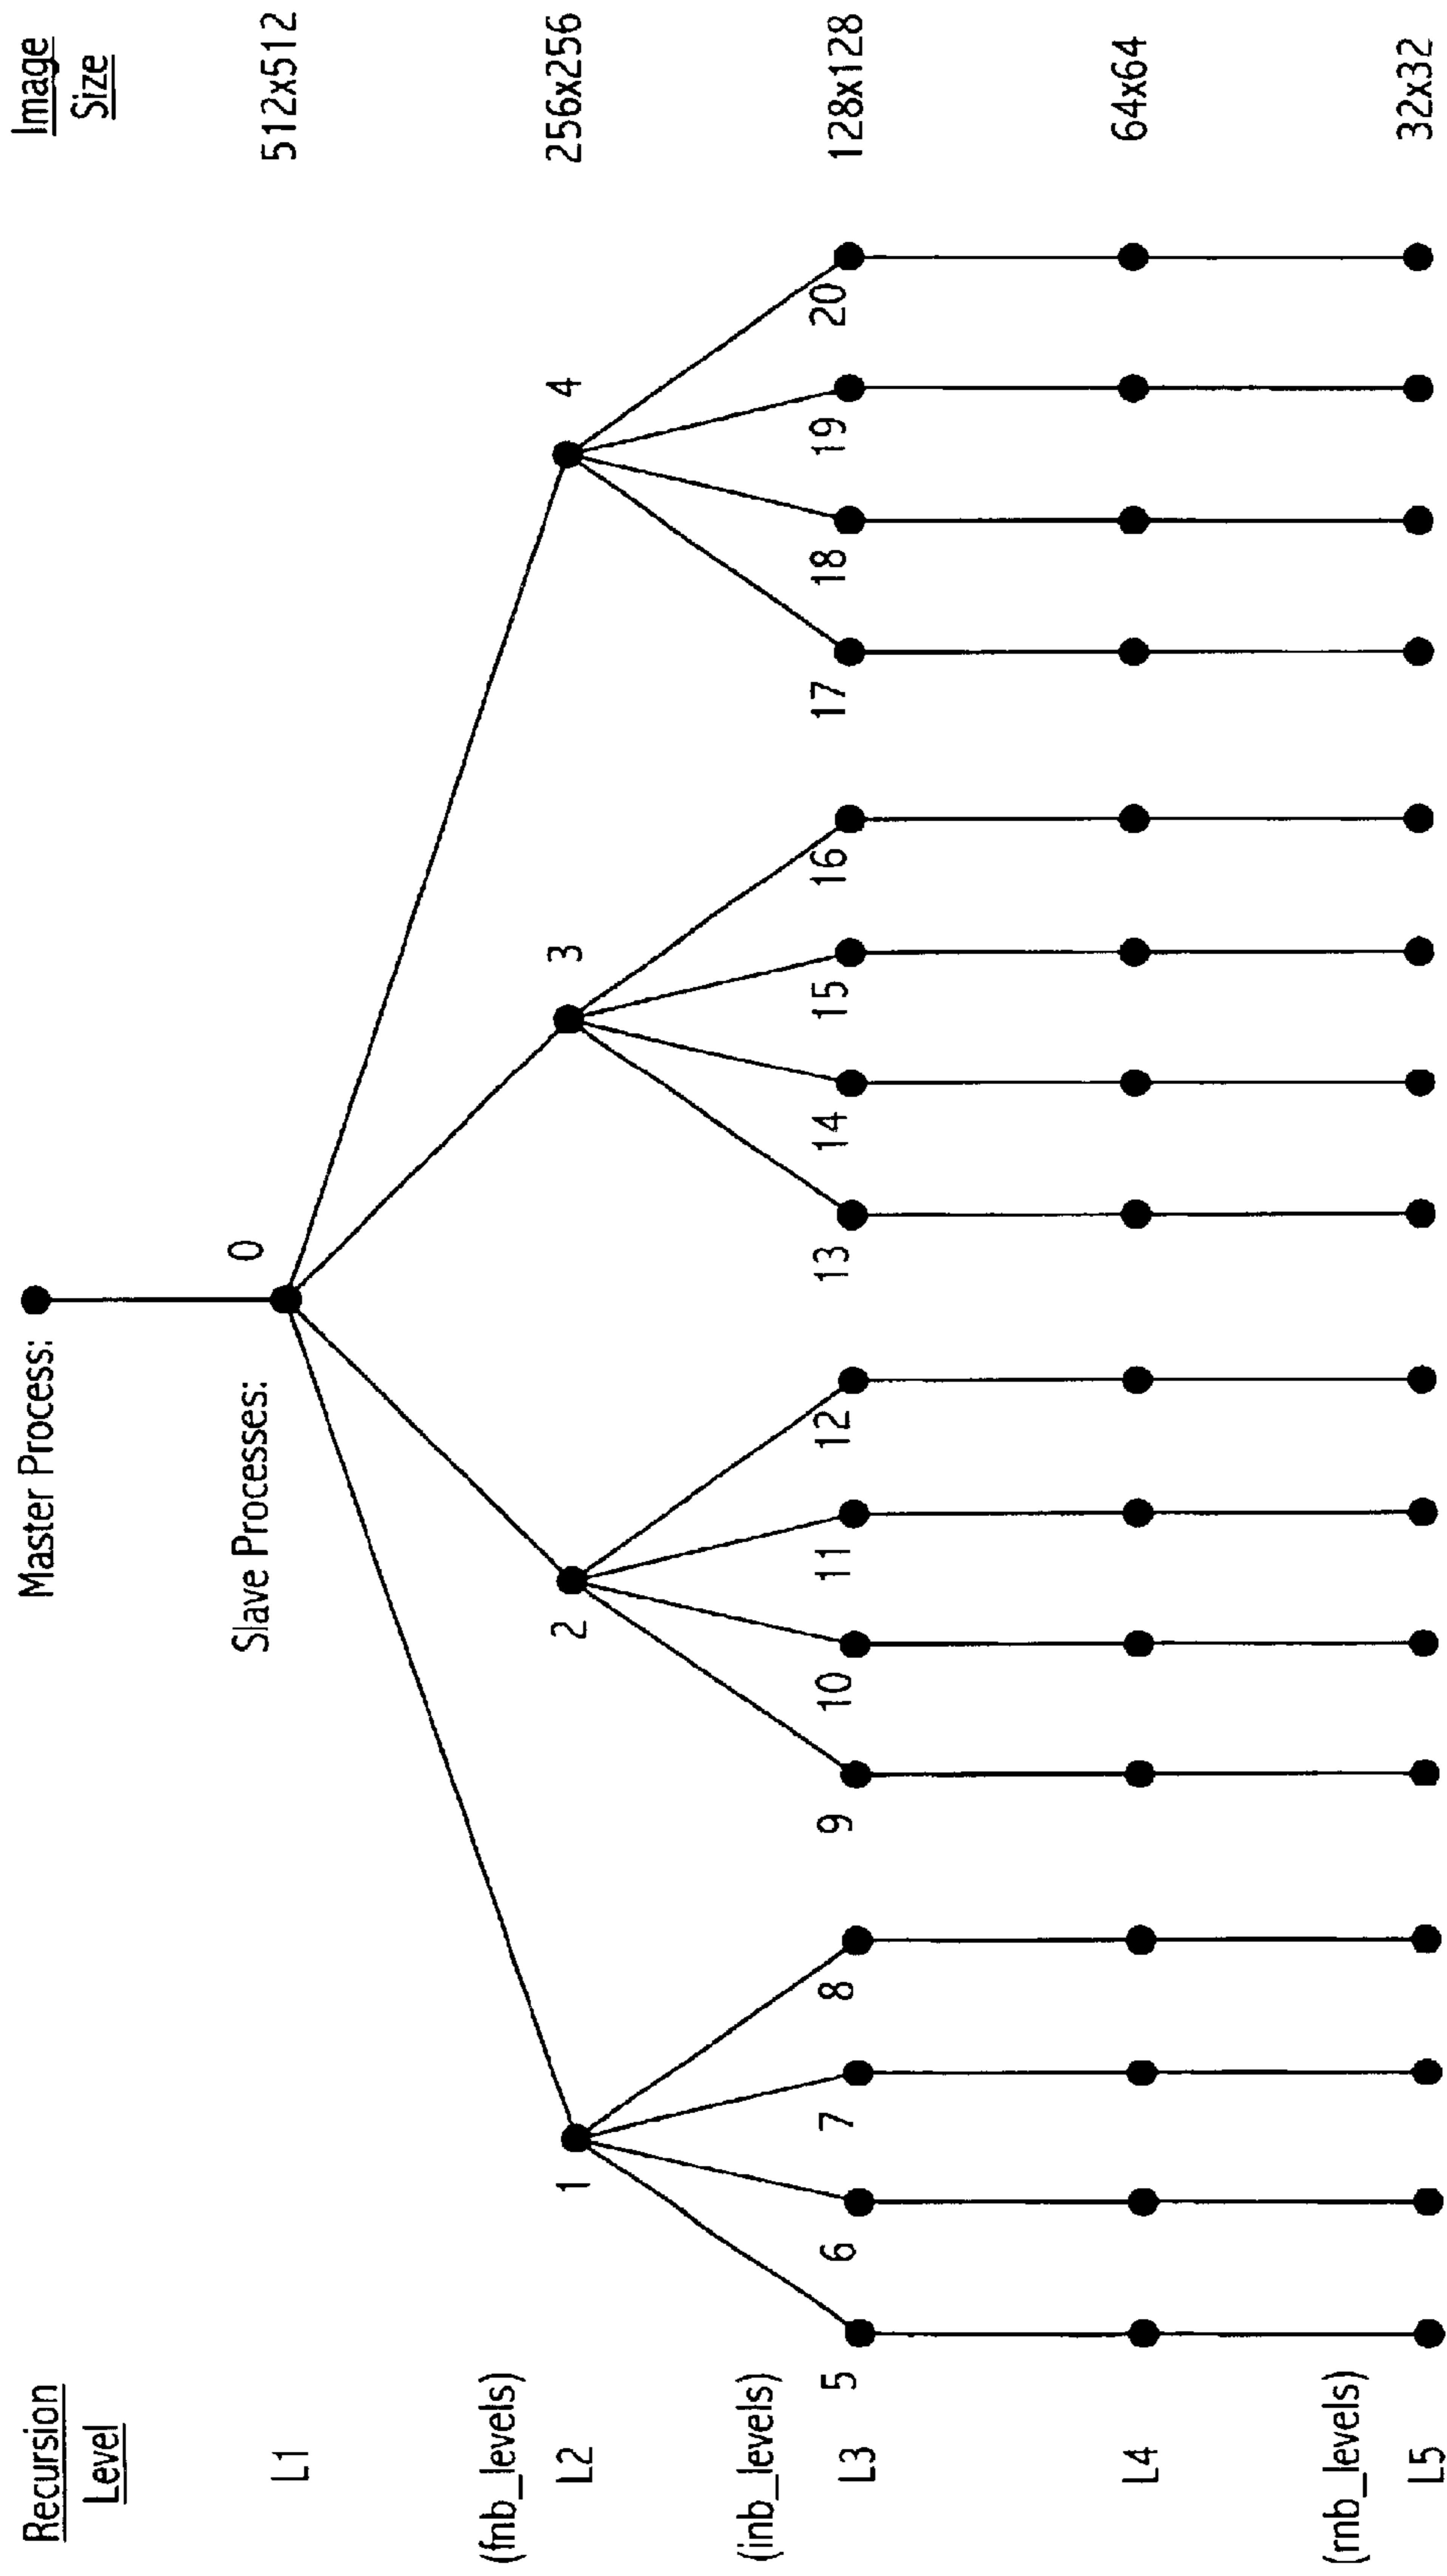 Recursion
Level
Master Process:
Image
Size
Slave Processes:
0
L1
512x512
(fnb_levels)
L2
1
2
3
4
256x256
(inb_levels)
L3
5
6
7
8
9
10
11
12
13
14
15
16
17
18
19
20
128x128
L4
64x64
(rnb_levels)
L5
32x32